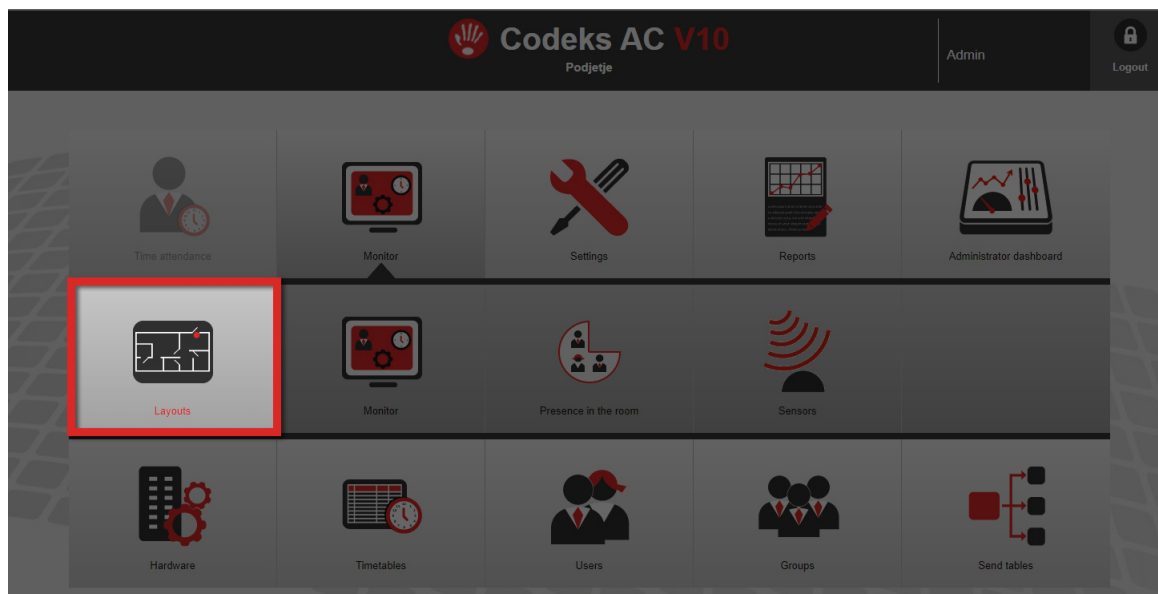 Codeks AC V10
Podjetje
Admin
Logout
Time attendance
Monitor
Settings
Reports
Administrator dashboard
Layouts
Monitor
Presence in the room
Sensors
Hardware
Timetables
Users
Groups
Send tables